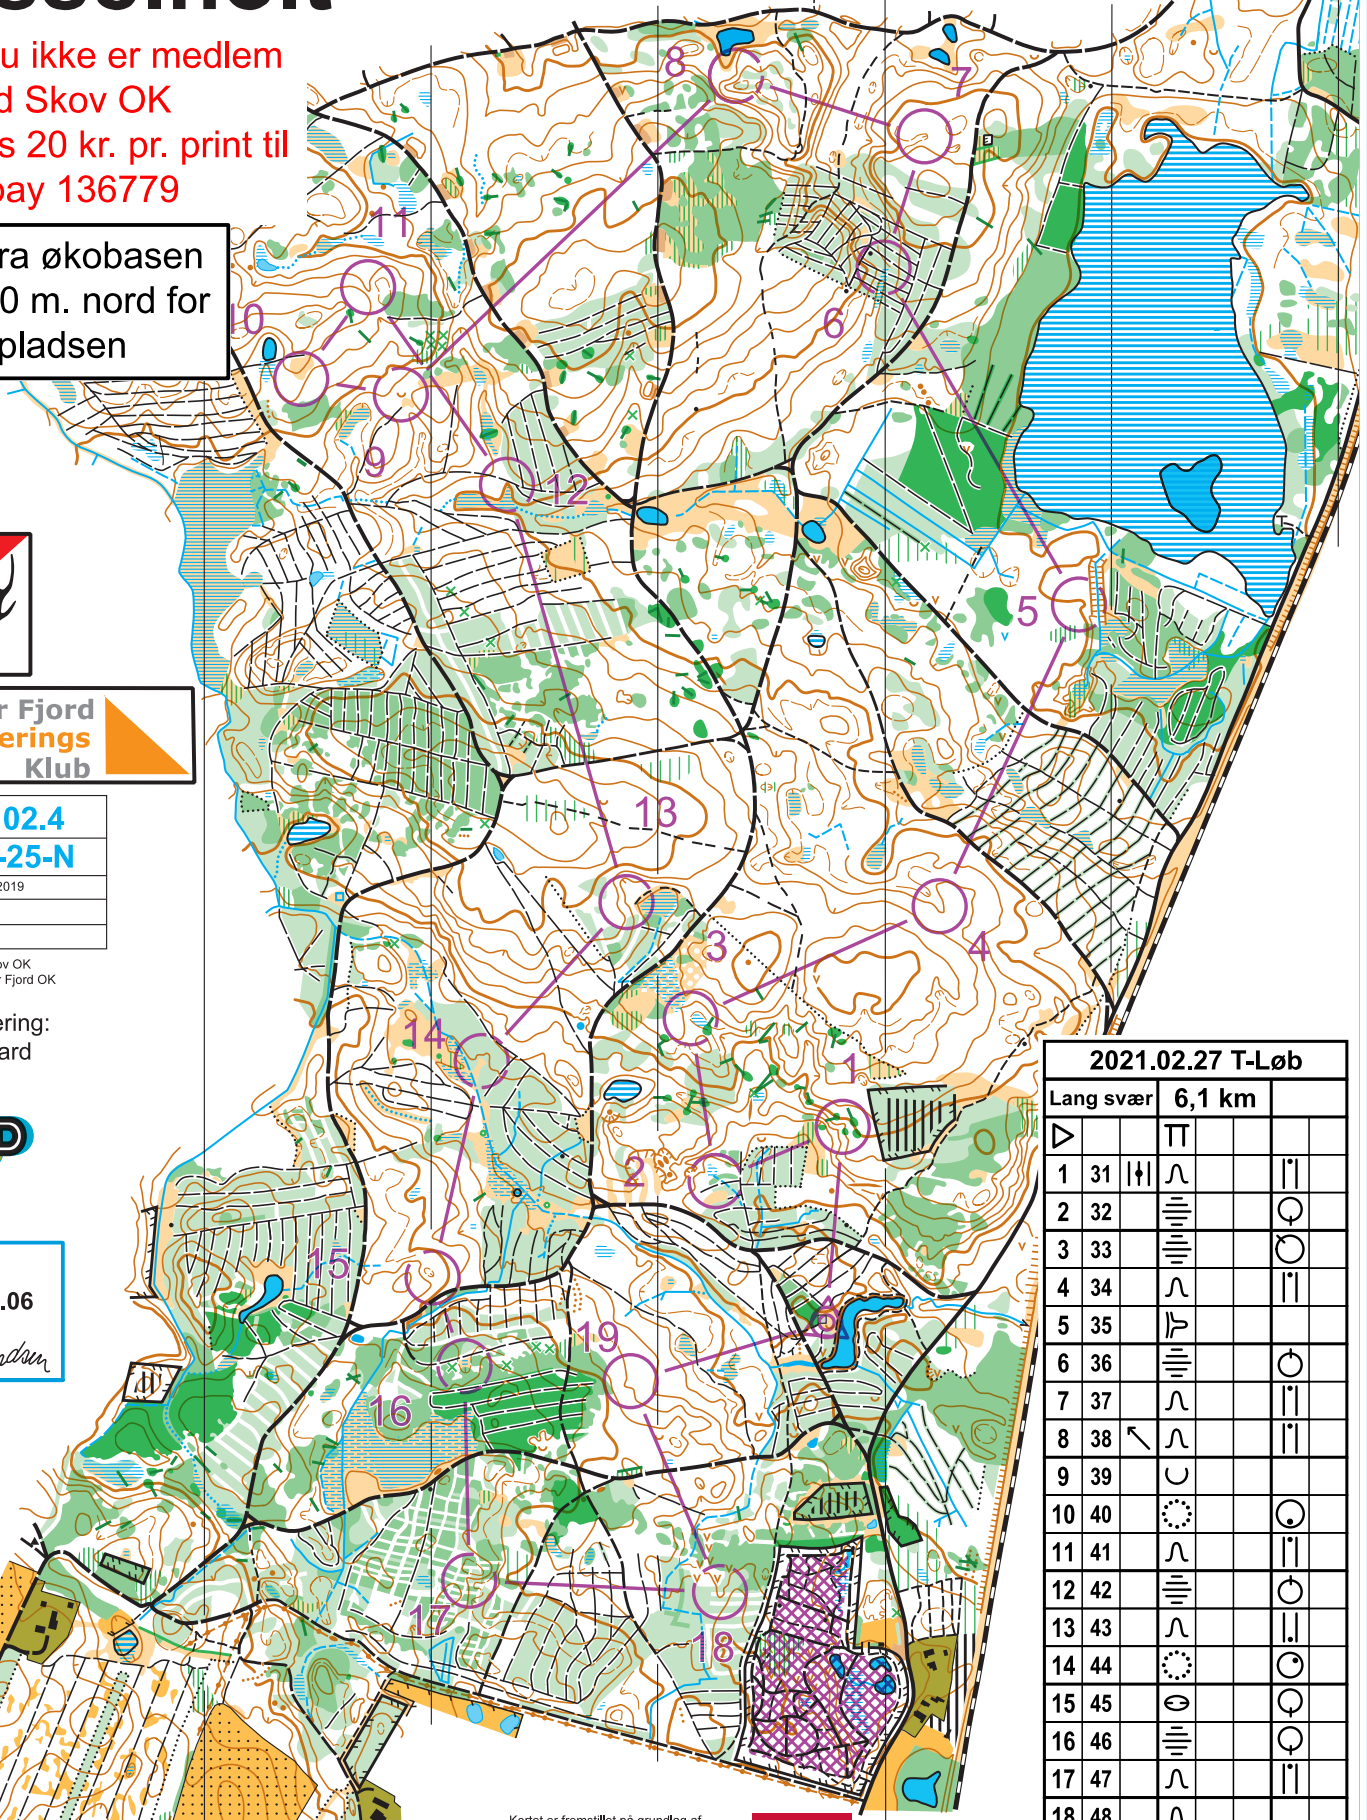 u ikke er medlem
d Skov OK
s 20 kr. pr. print til
pay 136779
ra økobasen
0 m. nord for
pladsen
r Fjord
erings
Klub
02.4
-25-N
2019
ov OK
r Fjord OK
ering:
ard
D
.06
8
7
11
10
6
9
12
5
13
3
4
14
1
2
15
19
16
17
18
2021.02.27 T-Løb
Lang svær 6,1 km
1 31
2 32
3 33
4 34
5 35
6 36
7 37
8 38
9 39
10 40
11 41
12 42
13 43
14 44
15 45
16 46
17 47
18 48
Kortet er fremstillet på grundlag af